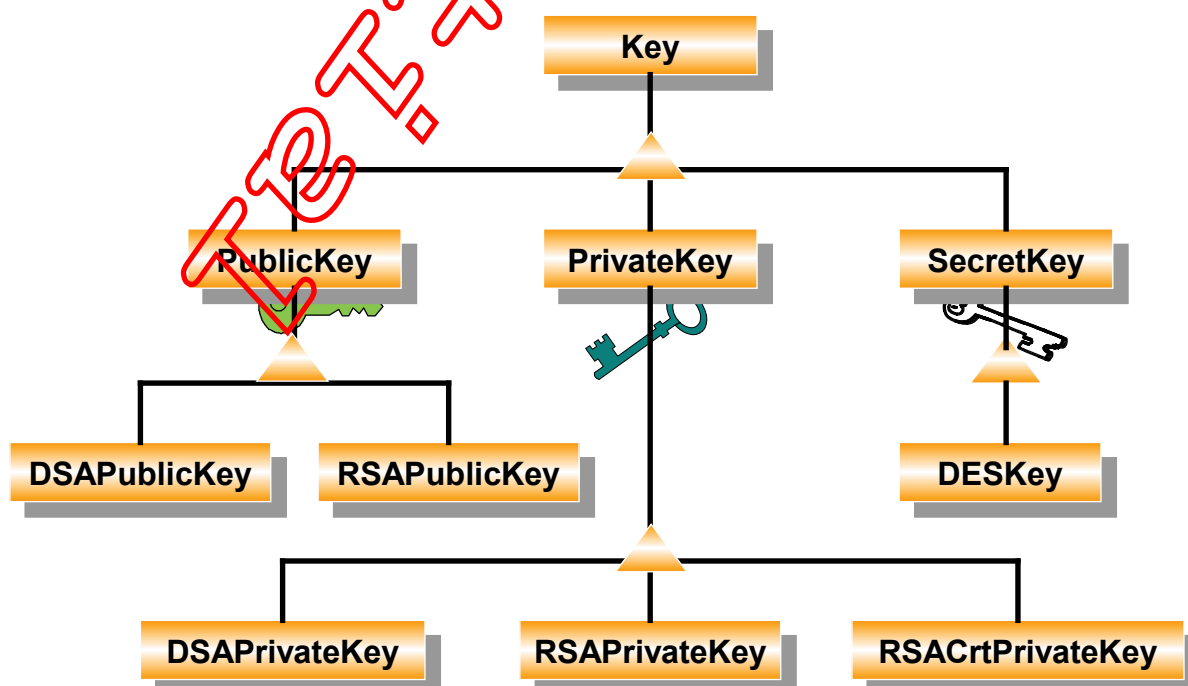 Key
PublicKey
PrivateKey
SecretKey
DSAPublicKey
RSAPublicKey
DESKey
DSAPrivateKey
RSAPrivateKey
RSACrtPrivateKey